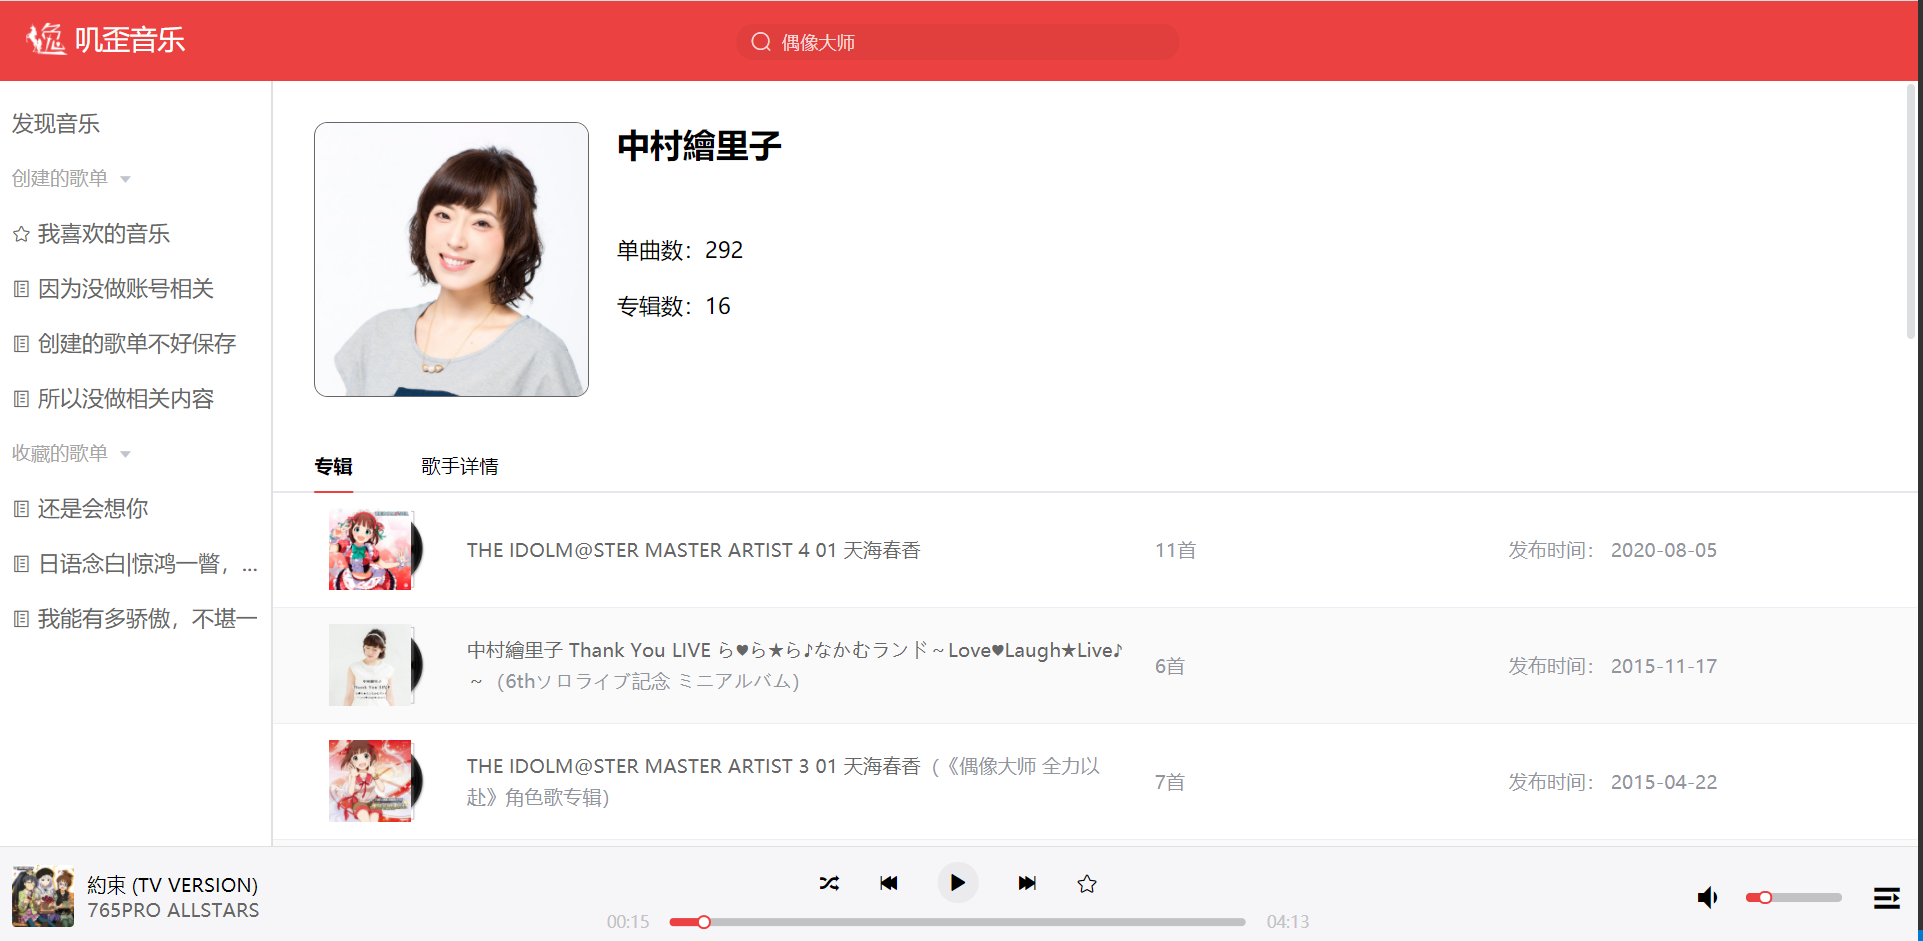 叽歪音乐
偶像大师
发现音乐
创建的歌单
我喜欢的音乐
因为没做账号相关
创建的歌单不好保存
所以没做相关内容
收藏的歌单
还是会想你
日语念白|惊鸿一瞥，...
我能有多骄傲，不堪一
中村繪里子
单曲数：292
专辑数：16
专辑
歌手详情
THE IDOLM@STER MASTER ARTIST 4 01 天海春香
11首
发布时间： 2020-08-05
中村繪里子 Thank You LIVE ら♥ら★ら♪なかむランド～Love♥Laugh★Live♪
～（6thソロライブ記念 ミニアルバム）
6首
发布时间： 2015-11-17
THE IDOLM@STER MASTER ARTIST 3 01 天海春香（《偶像大师 全力以
赴》角色歌专辑)
7首
发布时间： 2015-04-22
約束 (TV VERSION)
765PRO ALLSTARS
00:15
04:13